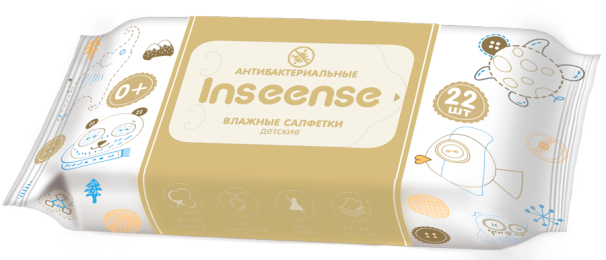 АНТИБАКТЕРИАЛЬНЫЕ
Inseense
ВЛАЖНЫЕ САЛФЕТКИ
детские
0+
22
ШТ